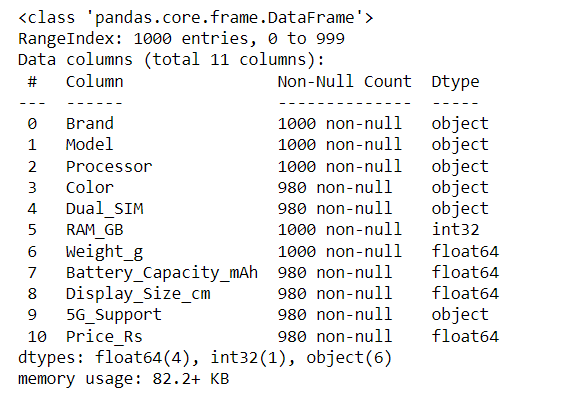 <class 'pandas.core.frame.DataFrame'>
RangeIndex: 1000 entries, 0 to 999
Data columns (total 11 columns):
 #   Column               Non-Null Count  Dtype
---  ------               --------------  -----
 0   Brand                1000 non-null   object
 1   Model                1000 non-null   object
 2   Processor            1000 non-null   object
 3   Color                980 non-null    object
 4   Dual_SIM             980 non-null    object
 5   RAM_GB               1000 non-null   int32
 6   Weight_g             1000 non-null   float64
 7   Battery_Capacity_mAh 980 non-null    float64
 8   Display_Size_cm      980 non-null    float64
 9   5G_Support           980 non-null    object
 10  Price_Rs             980 non-null    float64
dtypes: float64(4), int32(1), object(6)
memory usage: 82.2+ KB